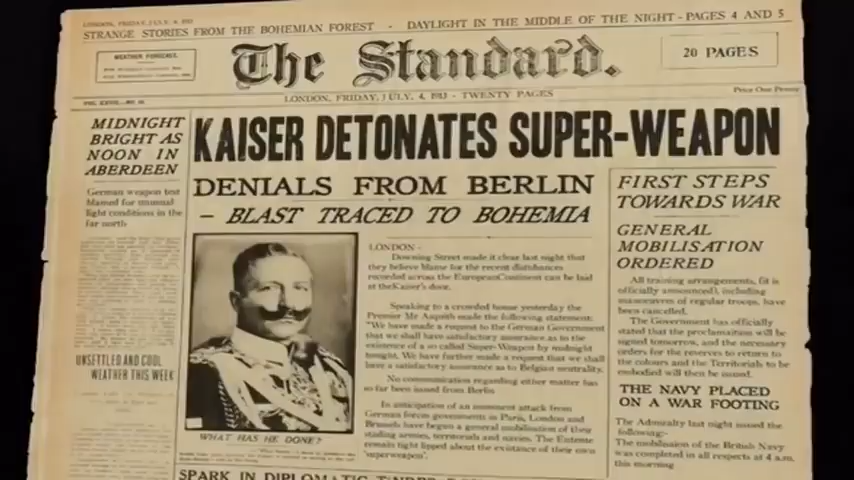 LONDON, FRIDAY, JULY, 4, 1913
STRANGE STORIES FROM THE BOHEMIAN FOREST - DAYLIGHT IN THE MIDDLE OF THE NIGHT - PAGES 4 AND 5
WEATHER FORECAST.
The Standard.
20 PAGES
LONDON, FRIDAY, JULY, 4, 1913 - TWENTY PAGES
Price One Penny
MIDNIGHT
BRIGHT AS
NOON IN
ABERDEEN
German weapon test
blamed for unusual
light conditions in the
far north
UNSETTLED AND COOL
WEATHER THIS WEEK
KAISER DETONATES SUPER-WEAPON
DENIALS FROM BERLIN
- BLAST TRACED TO BOHEMIA
WHAT HAS HE DONE?
LONDON -
Downing Street made it clear last night that
they believe blame for the recent disturbances
recorded across the European Continent can be laid
at the Kaiser's door.
Speaking to a crowded house yesterday the
Premier Mr Asquith made the following statement:
"We have made a request to the German Government
that we shall have satisfactory assurance as to the
existence of a so called Super-Weapon by midnight
tonight. We have further made a request that we shall
have a satisfactory assurance as to Belgian neutrality.
No communication regarding either matter has
so far been issued from Berlin
In anticipation of an imminent attack from
German forces governments in Paris, London and
Brussels have begun a general mobilisation of their
standing armies, territorials and navies. The Entente
remain tight lipped about the existence of their own
'superweapon'.
FIRST STEPS
TOWARDS WAR
GENERAL
MOBILISATION
ORDERED
All training arrangements, (it is
officially announced), including
manoeuvres of regular troops, have
been cancelled.
The Government has officially
stated that the proclamation will be
signed tomorrow, and the necessary
orders for the reserves to return to
the colours and the Territorials to be
embodied will then be issued.
THE NAVY PLACED
ON A WAR FOOTING
The Admiralty last night issued the
following:-
The mobilisation of the British Navy
was completed in all respects at 4 a.m.
this morning
SPARK IN DIPLOMATIC